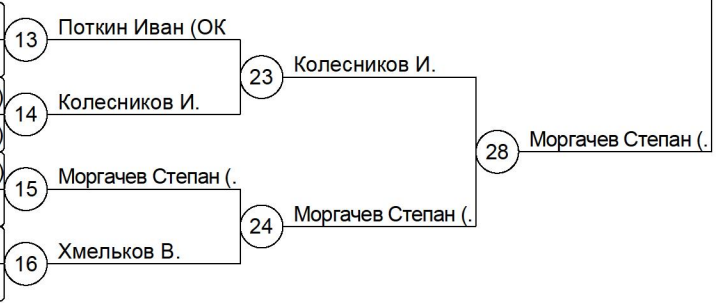 13
Поткин Иван (ОК
14
Колесников И.
15
Моргачев Степан (.
16
Хмельков В.
23
Колесников И.
24
Моргачев Степан (.
28
Моргачев Степан (.